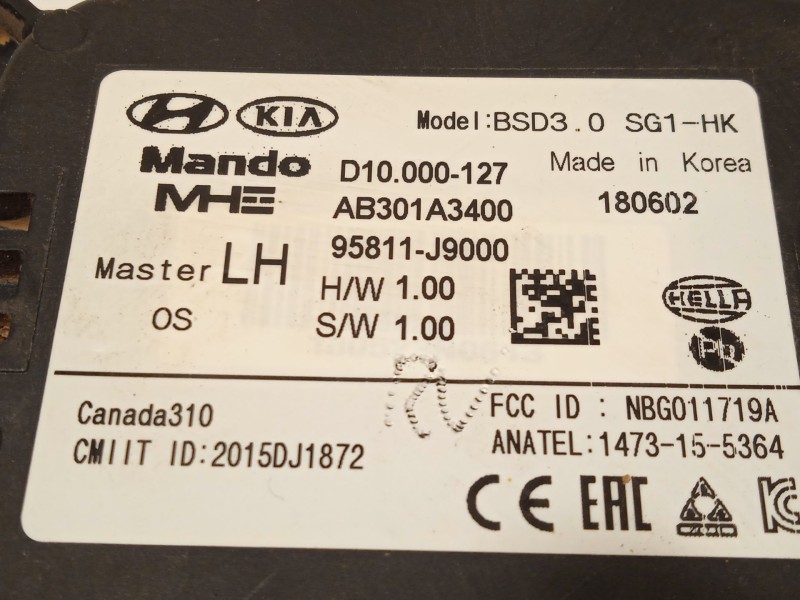 KIA
Model:BSD3.0 SG1-HK
Mando D10.000-127 Made in Korea
MHE AB301A3400 180602
95811-J9000
Master LH H/W 1.00
OS S/W 1.00
HELLA
Pb
Canada310 FCC ID : NBG011719A
CMIIT ID:2015DJ1872 ANATEL:1473-15-5364
CE EAC